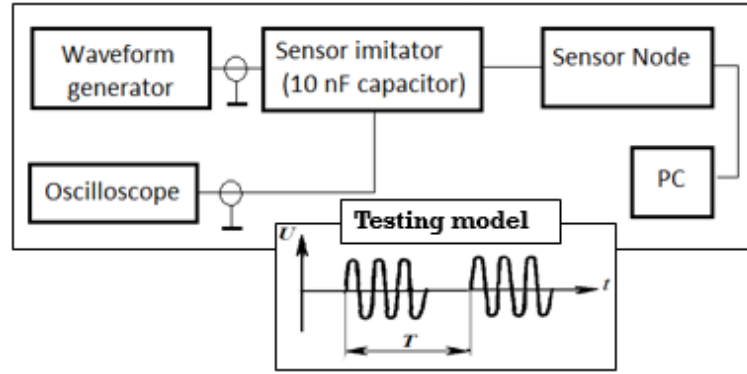 Waveform
generator
Sensor imitator
(10 nF capacitor)
Sensor Node
Oscilloscope
PC
Testing model
U
t
T